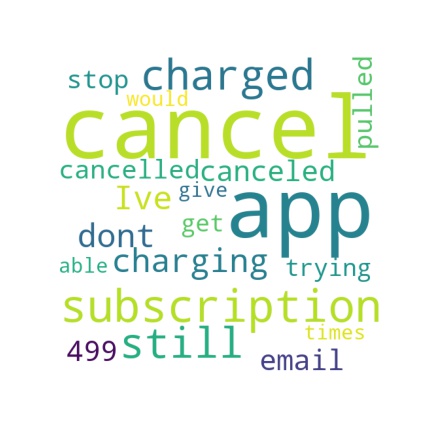 stop charged pulled
would
cancel
cancelled canceled
Ive give app
dont get
able charging trying
subscription
499 still times
email